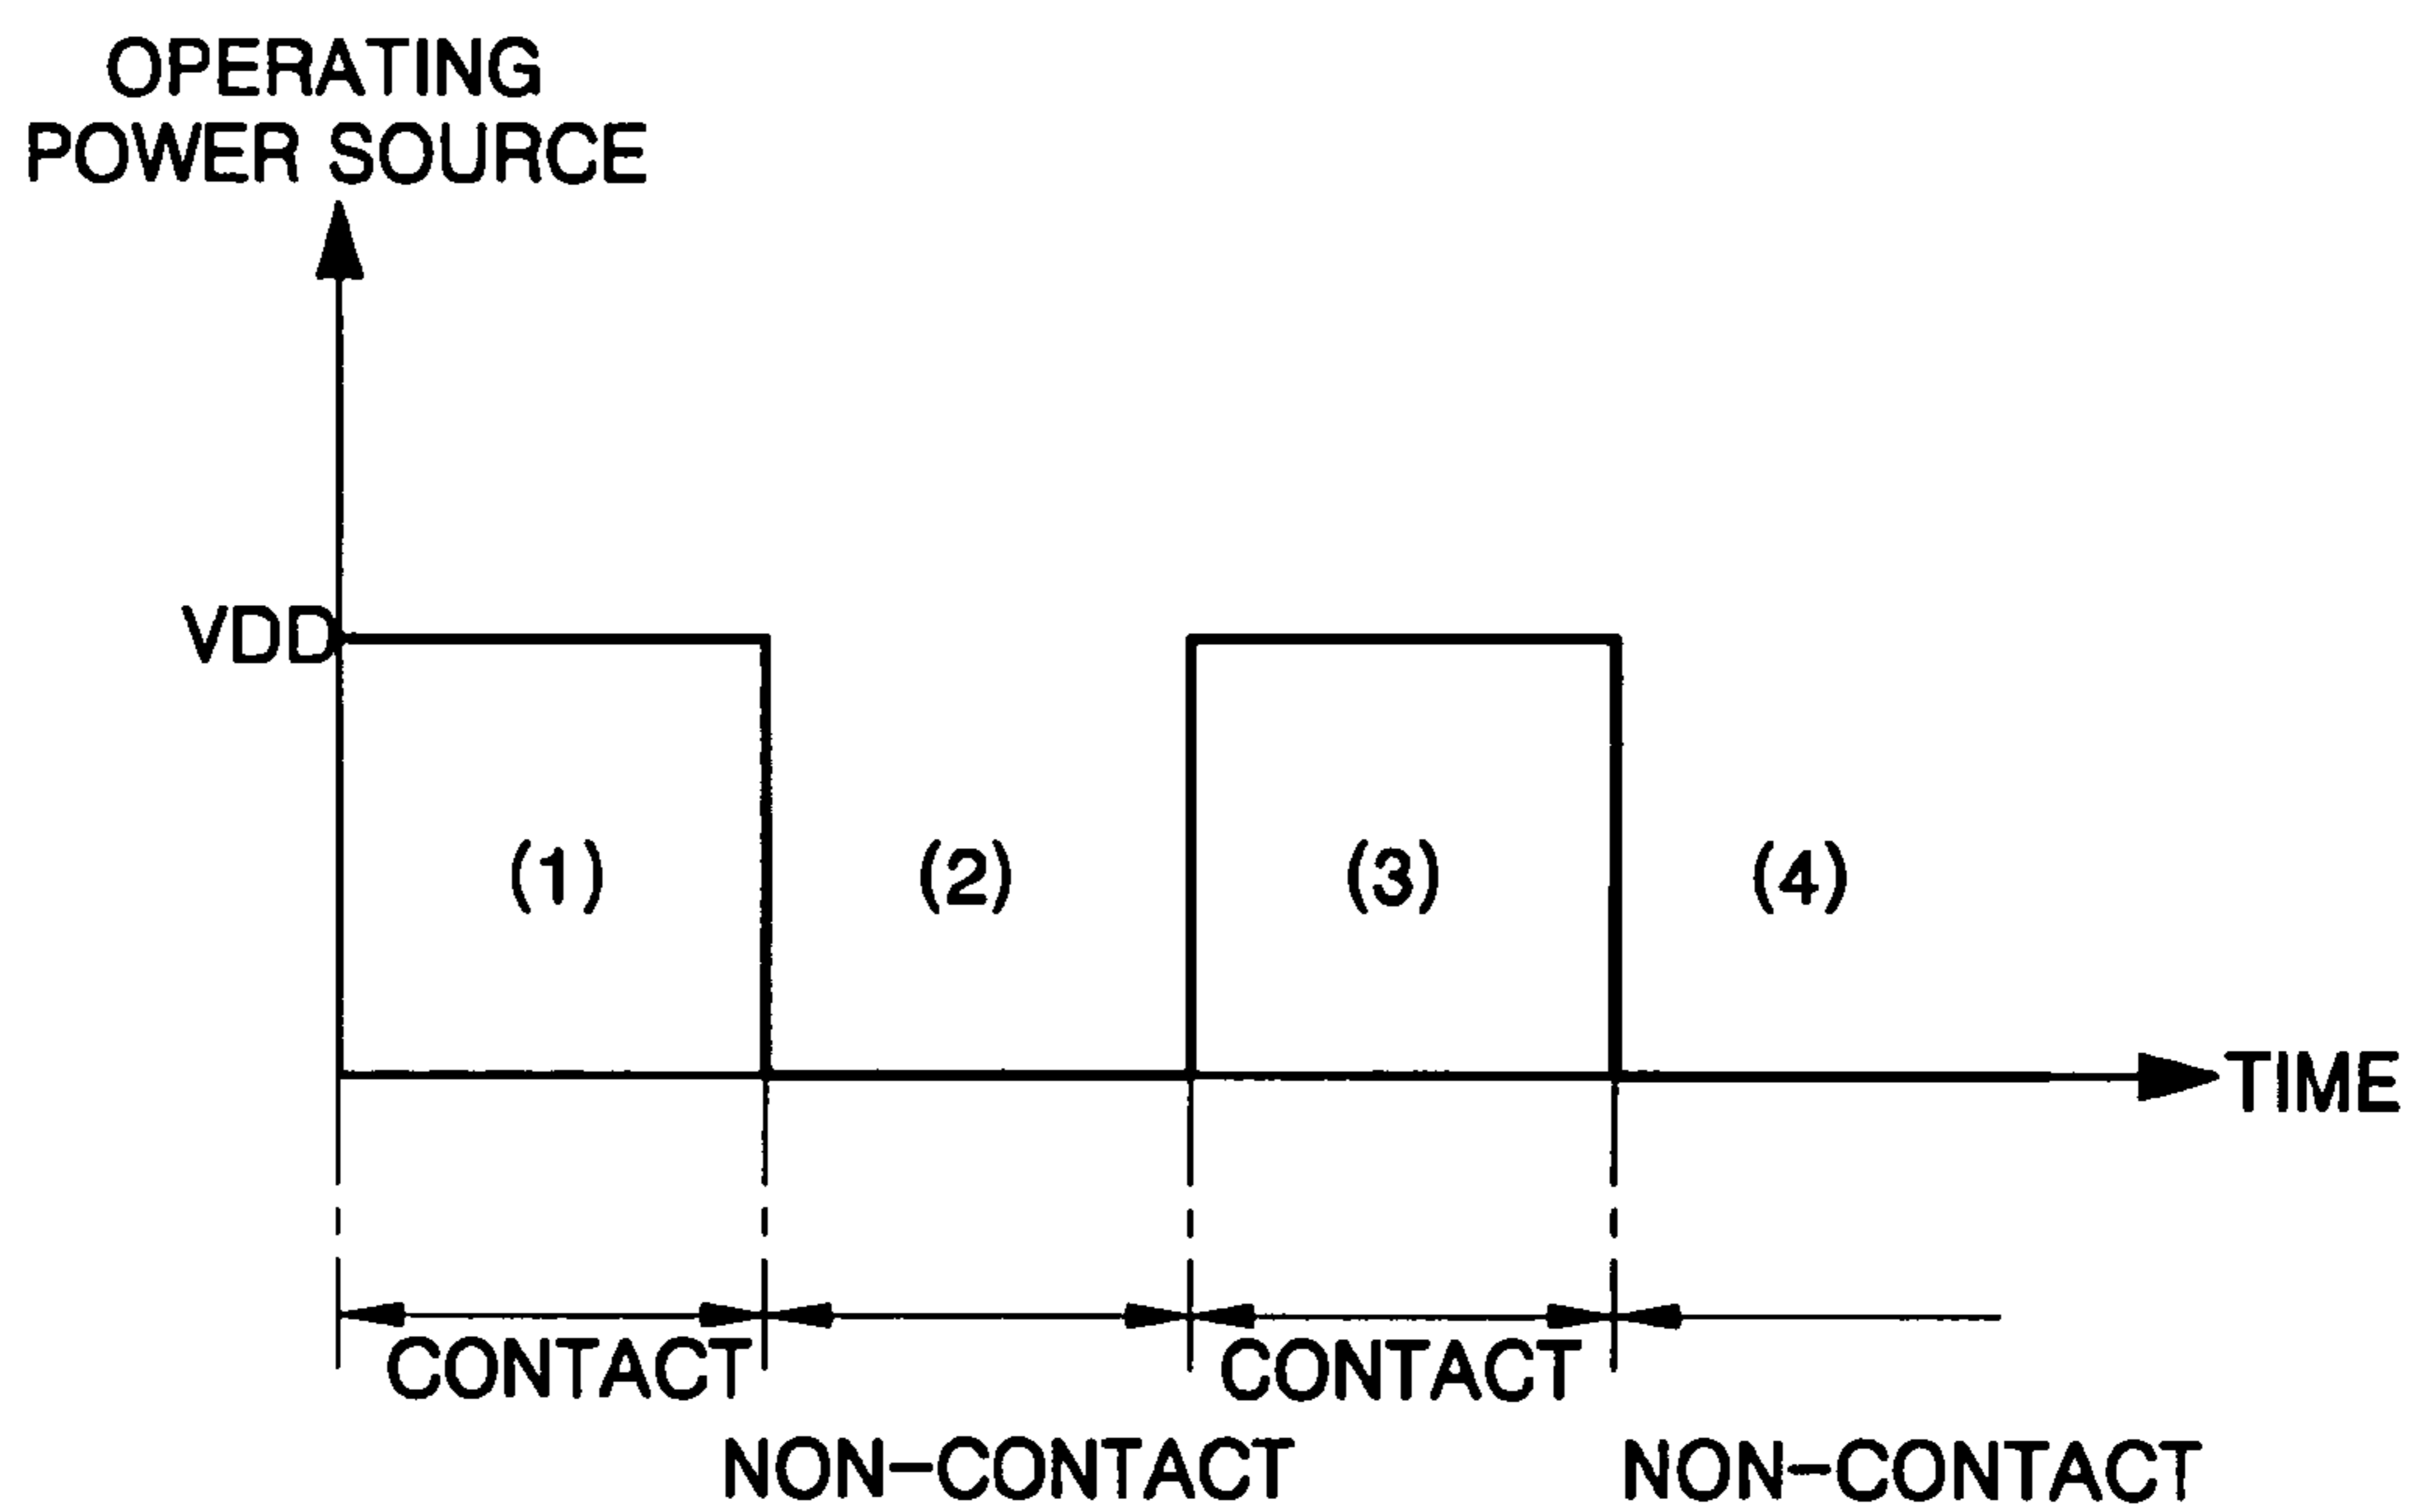 OPERATING
POWER SOURCE
VDD
(1) (2) (3) (4)
TIME
CONTACT CONTACT
NON-CONTACT NON-CONTACT